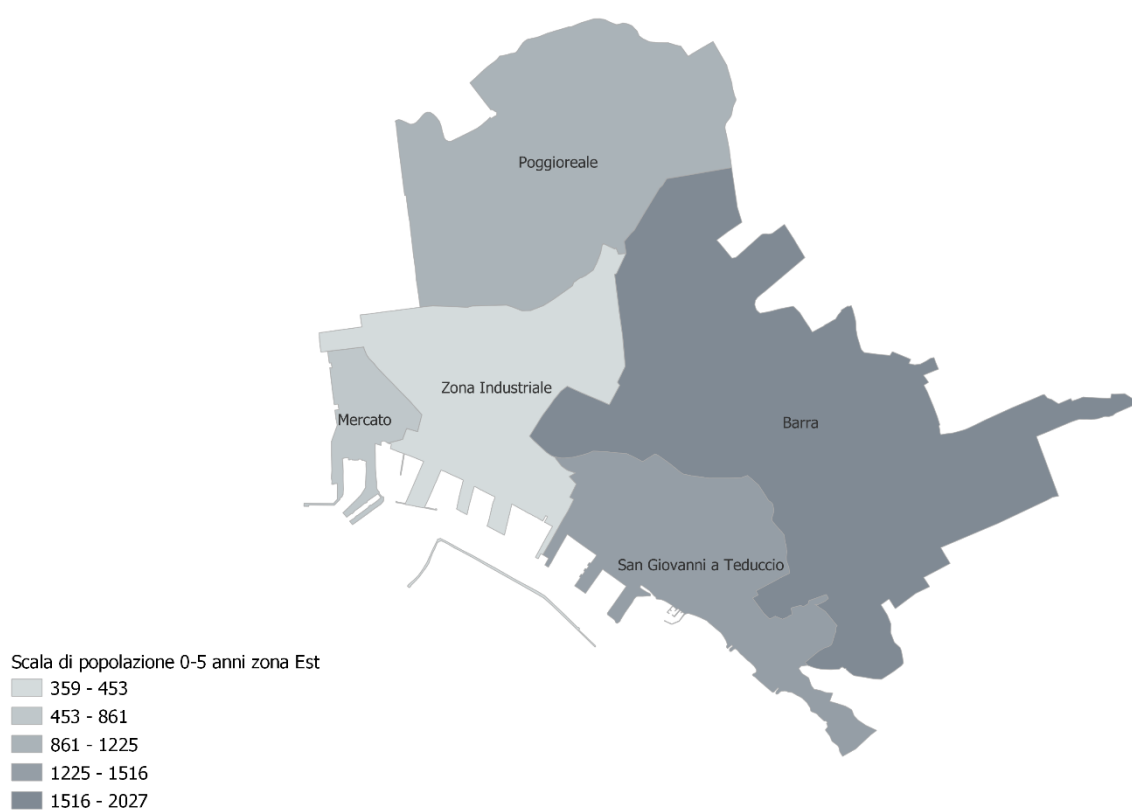 Poggioreale
Zona Industriale
Mercato
Barra
San Giovanni a Teduccio
Scala di popolazione 0-5 anni zona Est
359 - 453
453 - 861
861 - 1225
1225 - 1516
1516 - 2027